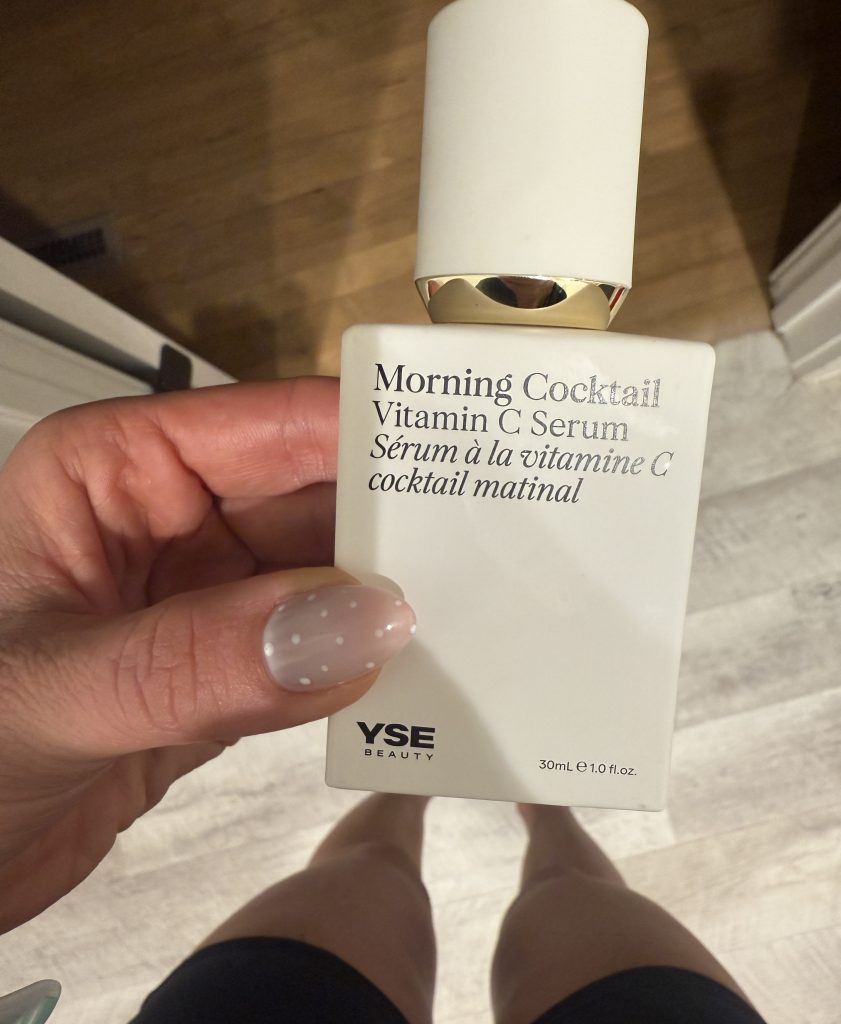 Morning Cocktail
Vitamin C Serum
Sérum à la vitamine C
cocktail matinal
YSE
BEAUTY
30mL ℮ 1.0 fl.oz.